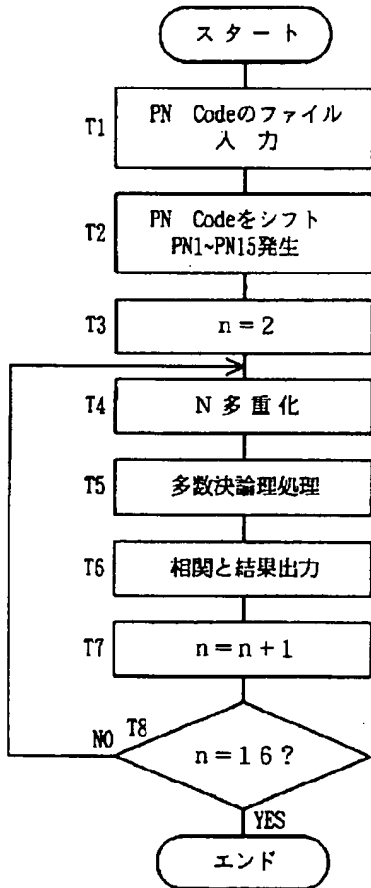 スタート
T1
PN Codeのファイル
入力
T2
PN Codeをシフト
PN1~PN15発生
T3
n=2
T4
N多重化
T5
多数決論理処理
T6
相関と結果出力
T7
n=n+1
T8
NO
n=16?
YES
エンド